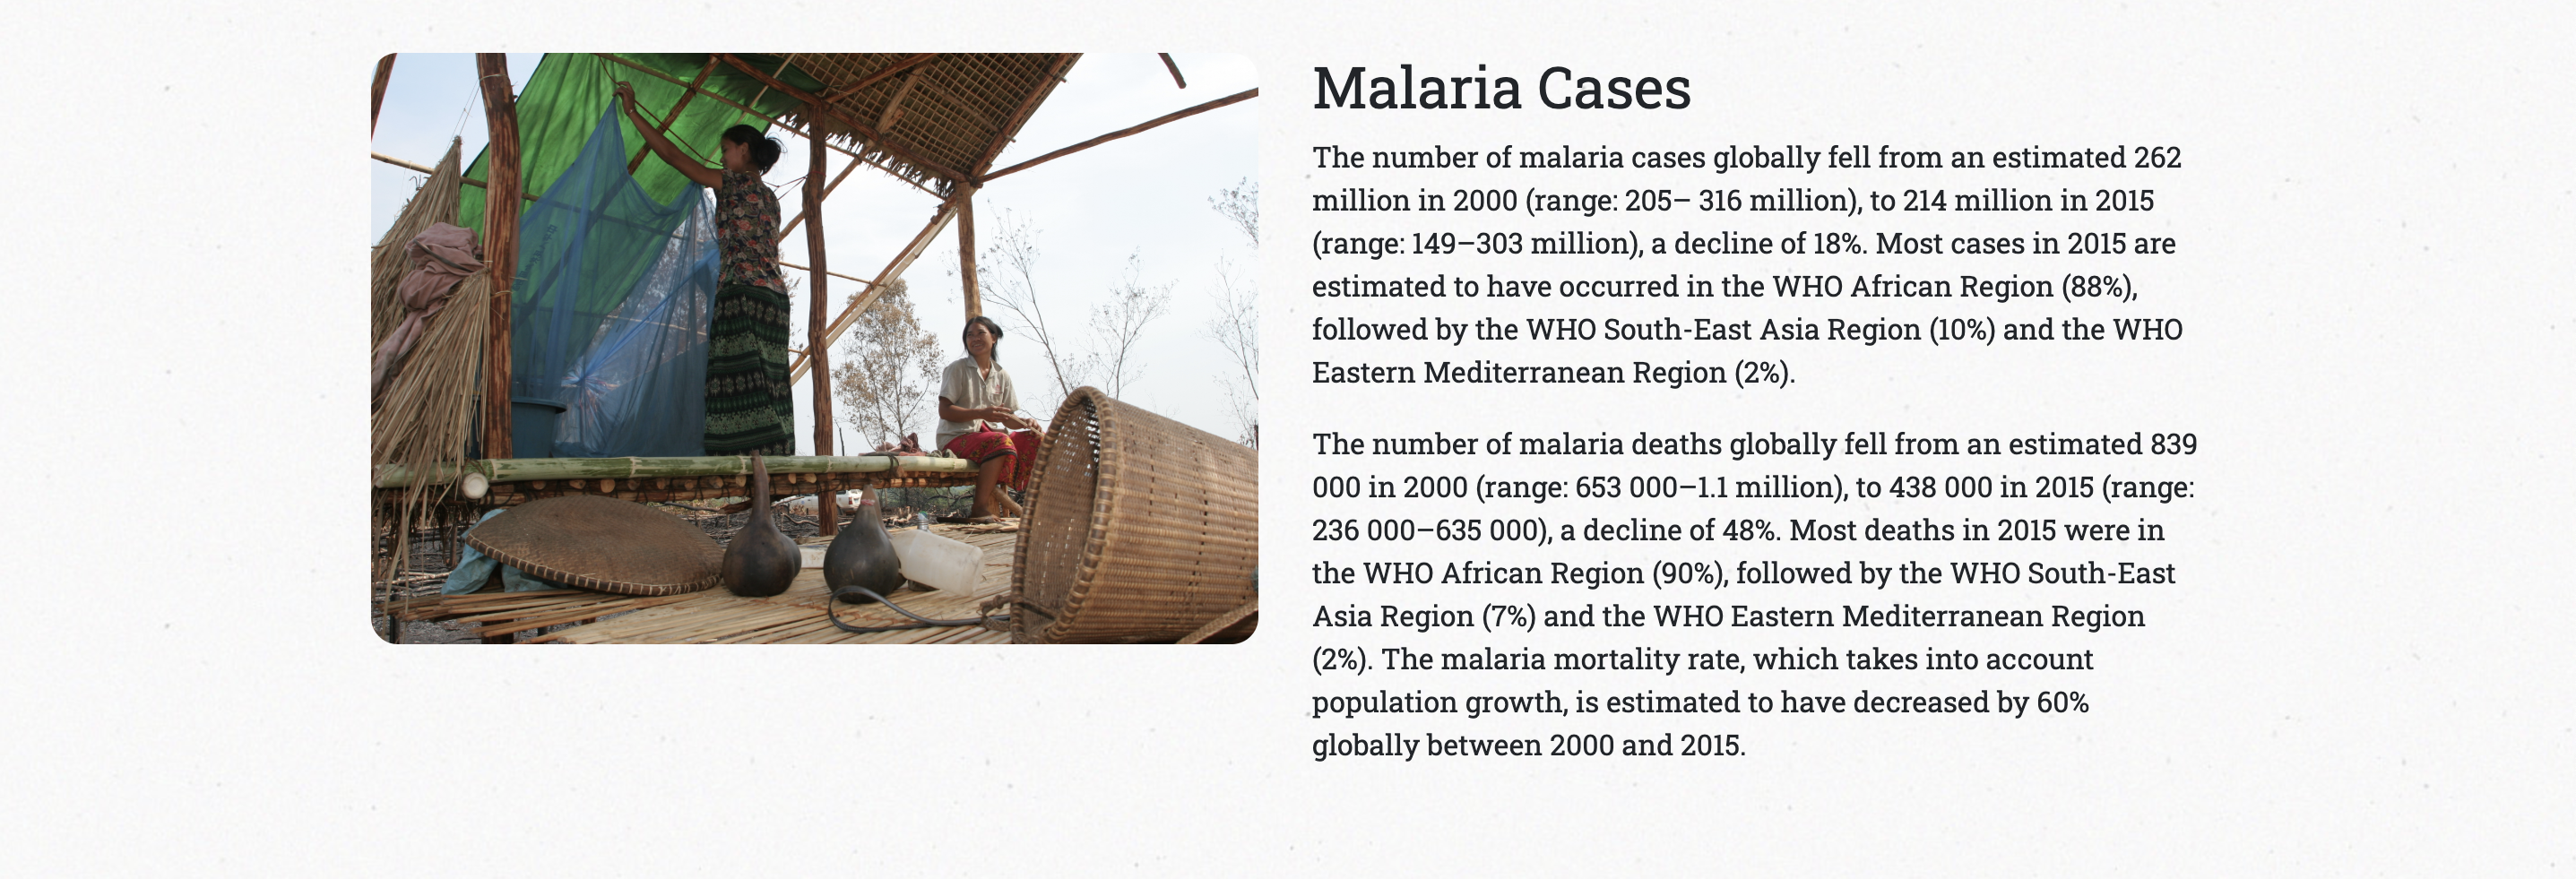 Malaria Cases
The number of malaria cases globally fell from an estimated 262
million in 2000 (range: 205– 316 million), to 214 million in 2015
(range: 149–303 million), a decline of 18%. Most cases in 2015 are
estimated to have occurred in the WHO African Region (88%),
followed by the WHO South-East Asia Region (10%) and the WHO
Eastern Mediterranean Region (2%).
The number of malaria deaths globally fell from an estimated 839
000 in 2000 (range: 653 000–1.1 million), to 438 000 in 2015 (range:
236 000–635 000), a decline of 48%. Most deaths in 2015 were in
the WHO African Region (90%), followed by the WHO South-East
Asia Region (7%) and the WHO Eastern Mediterranean Region
(2%). The malaria mortality rate, which takes into account
population growth, is estimated to have decreased by 60%
globally between 2000 and 2015.